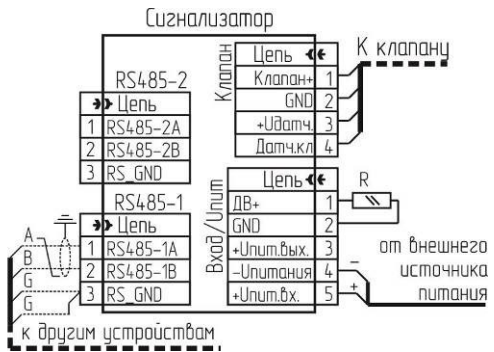 Сигнализатор
Клапан
Цепь
К клапану
Клапан+ 1
GND 2
+Uдатч. 3
Датч.кл 4
RS485-2
Цепь
1 RS485-2A
2 RS485-2B
3 RS_GND
Вход/Uпит
Цепь
R
ДВ+ 1
GND 2
+Uпит.вых. 3
-Uпитания 4
+Uпит.вх. 5
от внешнего
источника
питания
–
+
RS485-1
Цепь
A
1 RS485-1A
B
2 RS485-1B
G
3 RS_GND
G
к другим устройствам